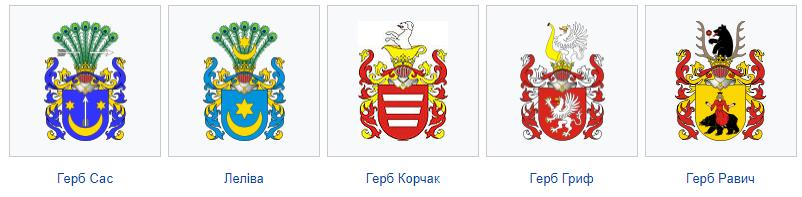 Герб Сас
Леліва
Герб Корчак
Герб Гриф
Герб Равич